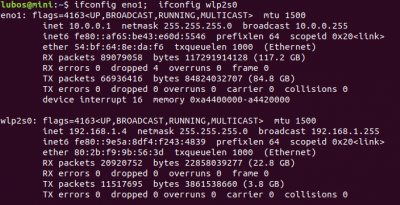 lubos@mini:~$ ifconfig eno1; ifconfig wlp2s0
eno1: flags=4163<UP,BROADCAST,RUNNING,MULTICAST>  mtu 1500
        inet 10.0.0.1  netmask 255.255.255.0  broadcast 10.0.0.255
        inet6 fe80::af65:be43:e60d:5546  prefixlen 64  scopeid 0x20<link>
        ether 54:bf:64:8e:da:f6  txqueuelen 1000  (Ethernet)
        RX packets 89079058  bytes 117291914128 (117.2 GB)
        RX errors 0  dropped 4  overruns 0  frame 0
        TX packets 66936416  bytes 84824032707 (84.8 GB)
        TX errors 0  dropped 0 overruns 0  carrier 0  collisions 0
        device interrupt 16  memory 0xa4400000-a4420000
wlp2s0: flags=4163<UP,BROADCAST,RUNNING,MULTICAST>  mtu 1500
        inet 192.168.1.4  netmask 255.255.255.0  broadcast 192.168.1.255
        inet6 fe80::9e5a:8df4:f243:4839  prefixlen 64  scopeid 0x20<link>
        ether 80:2b:f9:9b:56:3d  txqueuelen 1000  (Ethernet)
        RX packets 20920752  bytes 22858039277 (22.8 GB)
        RX errors 0  dropped 0  overruns 0  frame 0
        TX packets 11517695  bytes 3861538660 (3.8 GB)
        TX errors 0  dropped 0 overruns 0  carrier 0  collisions 0